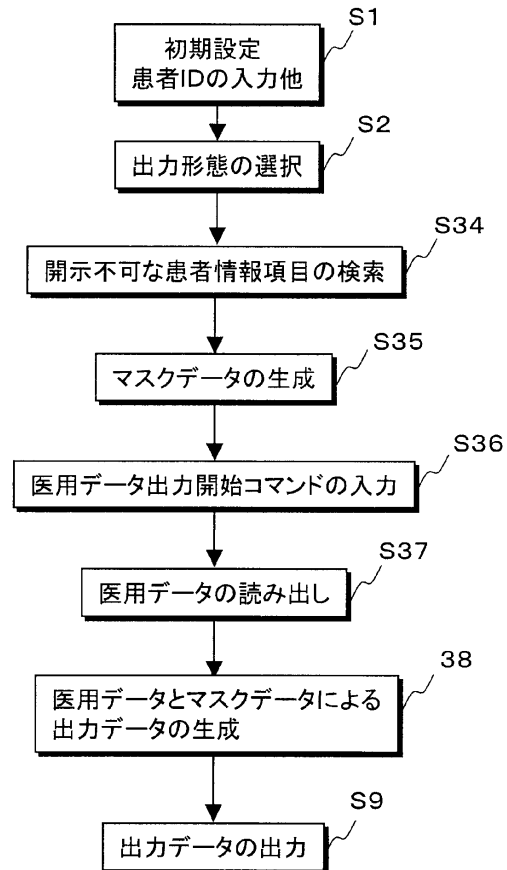 S1
初期設定
患者IDの入力他
S2
出力形態の選択
S34
開示不可な患者情報項目の検索
S35
マスクデータの生成
S36
医用データ出力開始コマンドの入力
S37
医用データの読み出し
38
医用データとマスクデータによる
出力データの生成
S9
出力データの出力